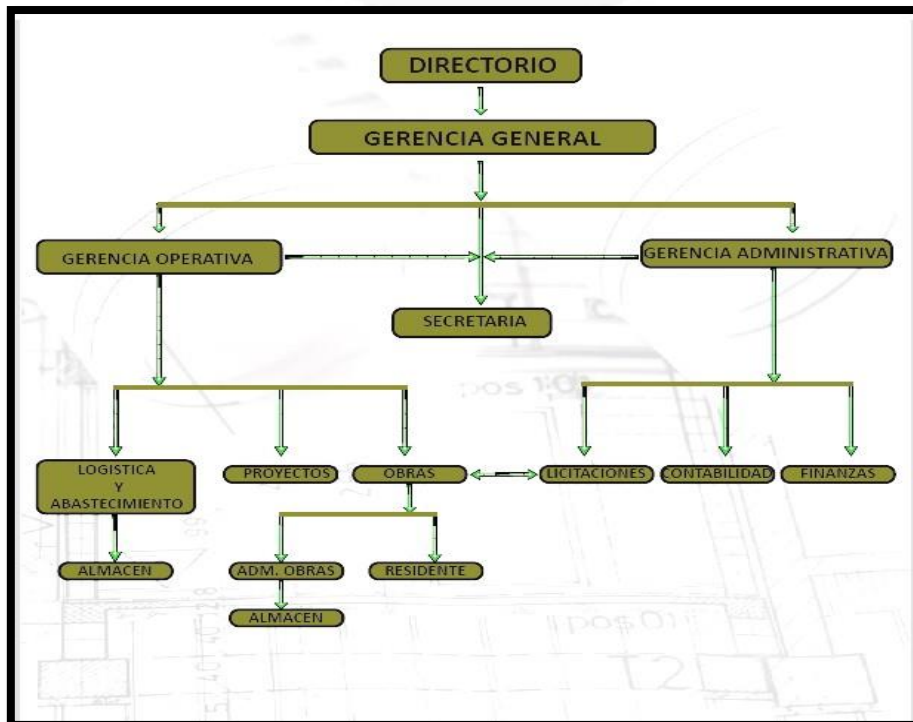 DIRECTORIO
GERENCIA GENERAL
GERENCIA OPERATIVA
GERENCIA ADMINISTRATIVA
SECRETARIA
LOGISTICA
Y
ABASTECIMIENTO
PROYECTOS
OBRAS
LICITACIONES
CONTABILIDAD
FINANZAS
ALMACEN
ADM. OBRAS
RESIDENTE
ALMACEN